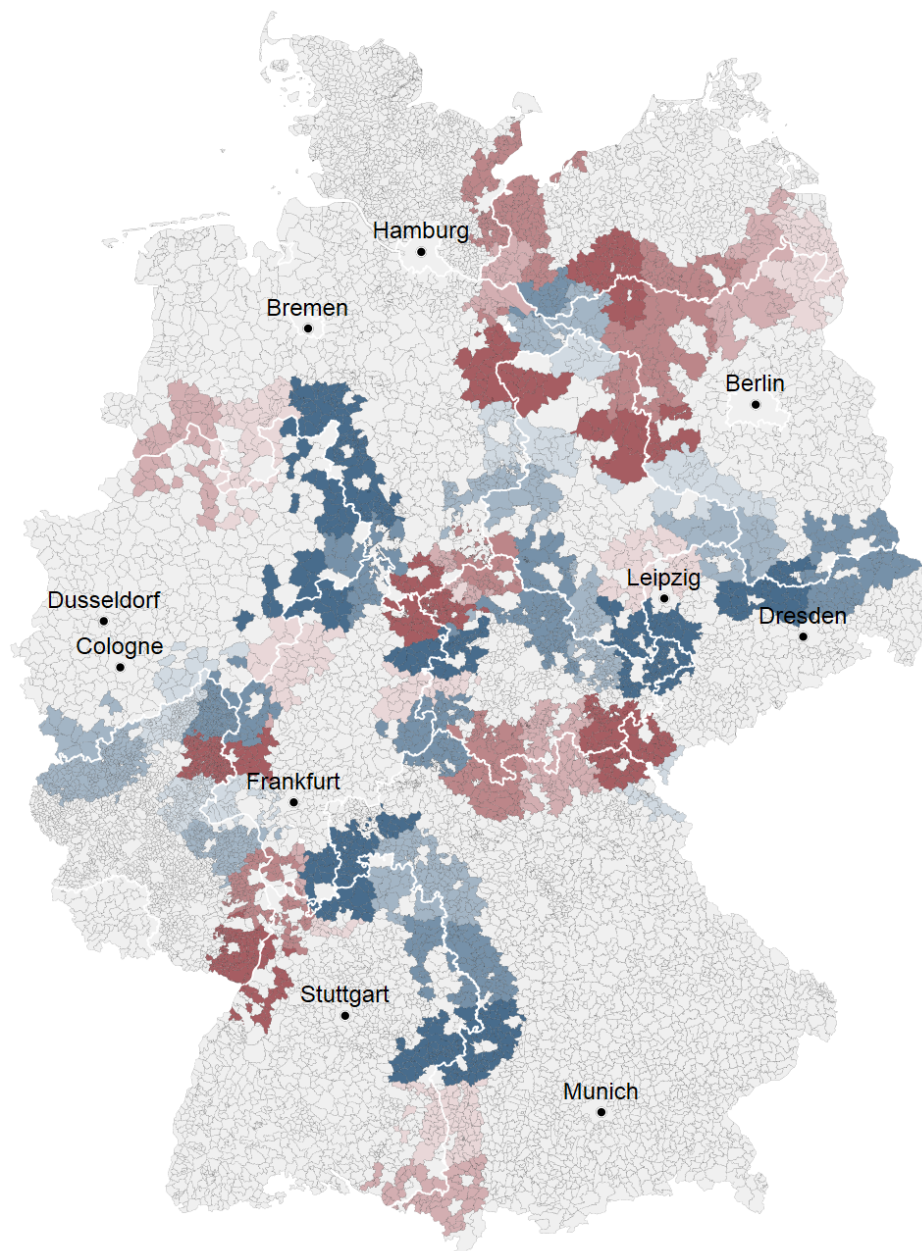 Hamburg
Bremen
Berlin
Leipzig
Dusseldorf
Dresden
Cologne
Frankfurt
Stuttgart
Munich